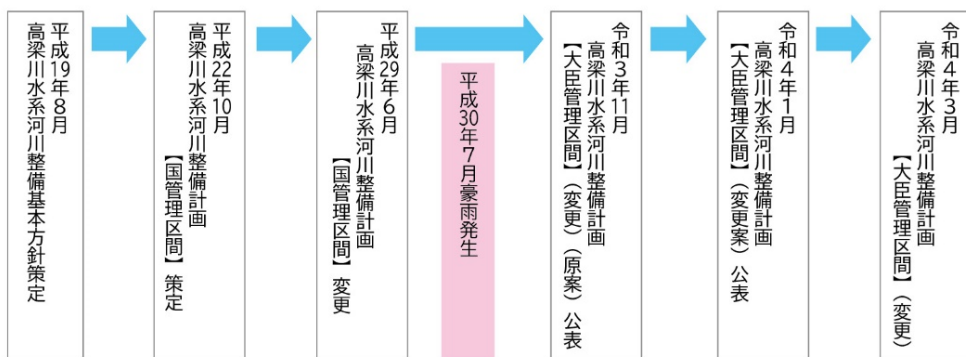 平成19年8月
高梁川水系河川整備基本方針策定
平成22年10月
高梁川水系河川整備計画
【国管理区間】策定
平成29年6月
高梁川水系河川整備計画
【国管理区間】変更
平成30年7月豪雨発生
令和3年11月
高梁川水系河川整備計画
【大臣管理区間】（変更）（原案）公表
令和4年1月
高梁川水系河川整備計画
【大臣管理区間】（変更案）公表
令和4年3月
高梁川水系河川整備計画
【大臣管理区間】（変更）